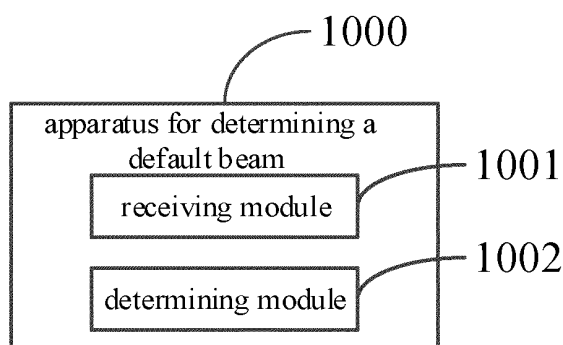 1000
apparatus for determining a
default beam
1001
receiving module
1002
determining module